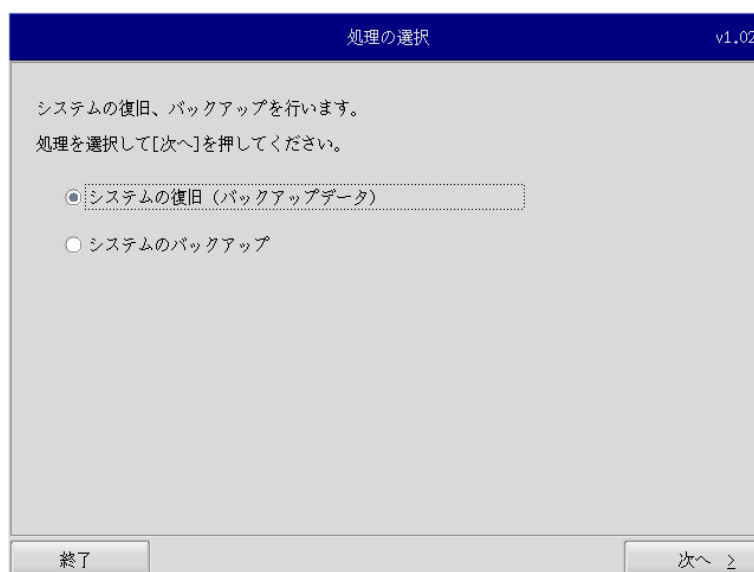 処理の選択 v1.02
システムの復旧、バックアップを行います。
処理を選択して[次へ]を押してください。
システムの復旧（バックアップデータ）
システムのバックアップ
終了 次へ ≥